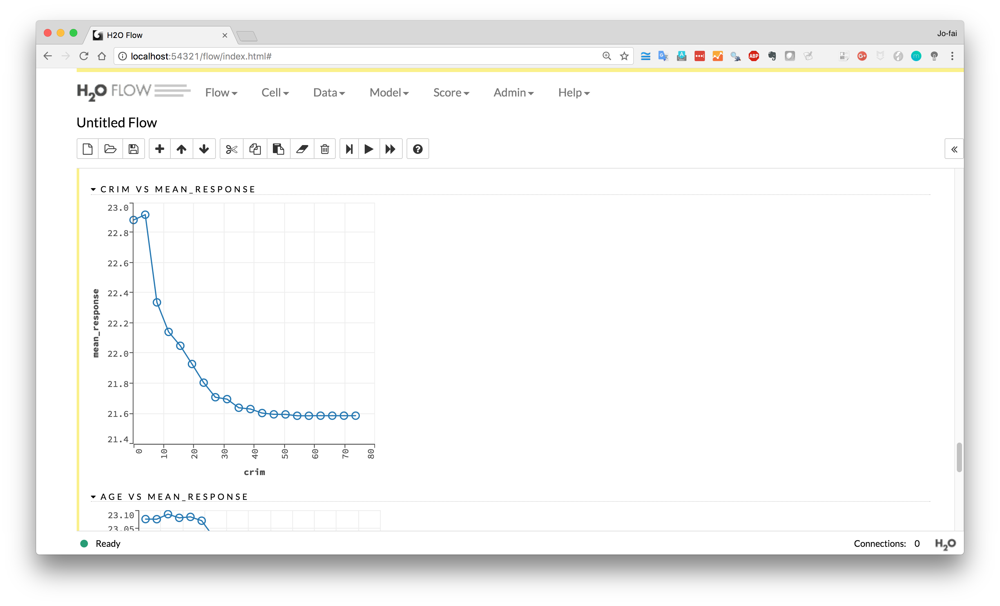 H2O Flow
Jo-fai
localhost:54321/flow/index.html#
ABP
G+
m
H2O FLOW
Flow
Cell
Data
Model
Score
Admin
Help
Untitled Flow
CRIM VS MEAN_RESPONSE
23.0
22.8
22.6
22.4
22.2
22.0
21.8
21.6
21.4
mean_response
0 10 20 30 40 50 60 70 80
crim
AGE VS MEAN_RESPONSE
23.10
23.05
Ready
Connections: 0
H2O